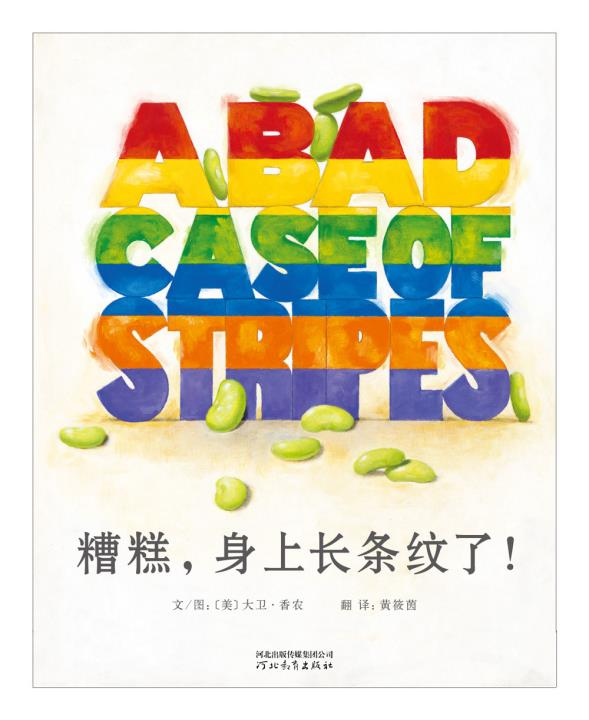 A BAD
CASE OF
STRIPES
糟糕，身上长条纹了！
文/图：〔美〕大卫·香农 翻 译：黄筱茵
河北出版传媒集团公司
河北教育出版社